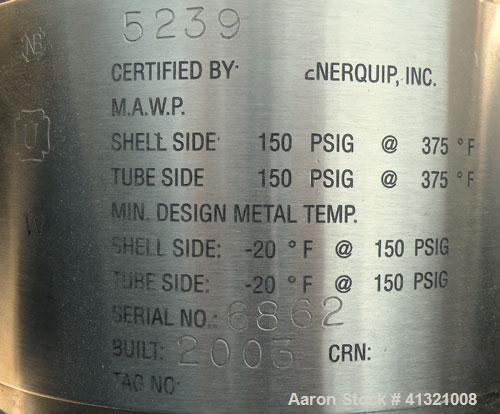 NB
5239
CERTIFIED BY: ENERQUIP, INC.
M.A.W.P.
SHELL SIDE: 150 PSIG @ 375 °F
TUBE SIDE 150 PSIG @ 375 °F
U
MIN. DESIGN METAL TEMP.
W
SHELL SIDE: -20 °F @ 150 PSIG
TUBE SIDE: -20 °F @ 150 PSIG
SERIAL NO.: 6862
BUILT: 2003 CRN:
TAG NO:
Aaron Stock # 41321008